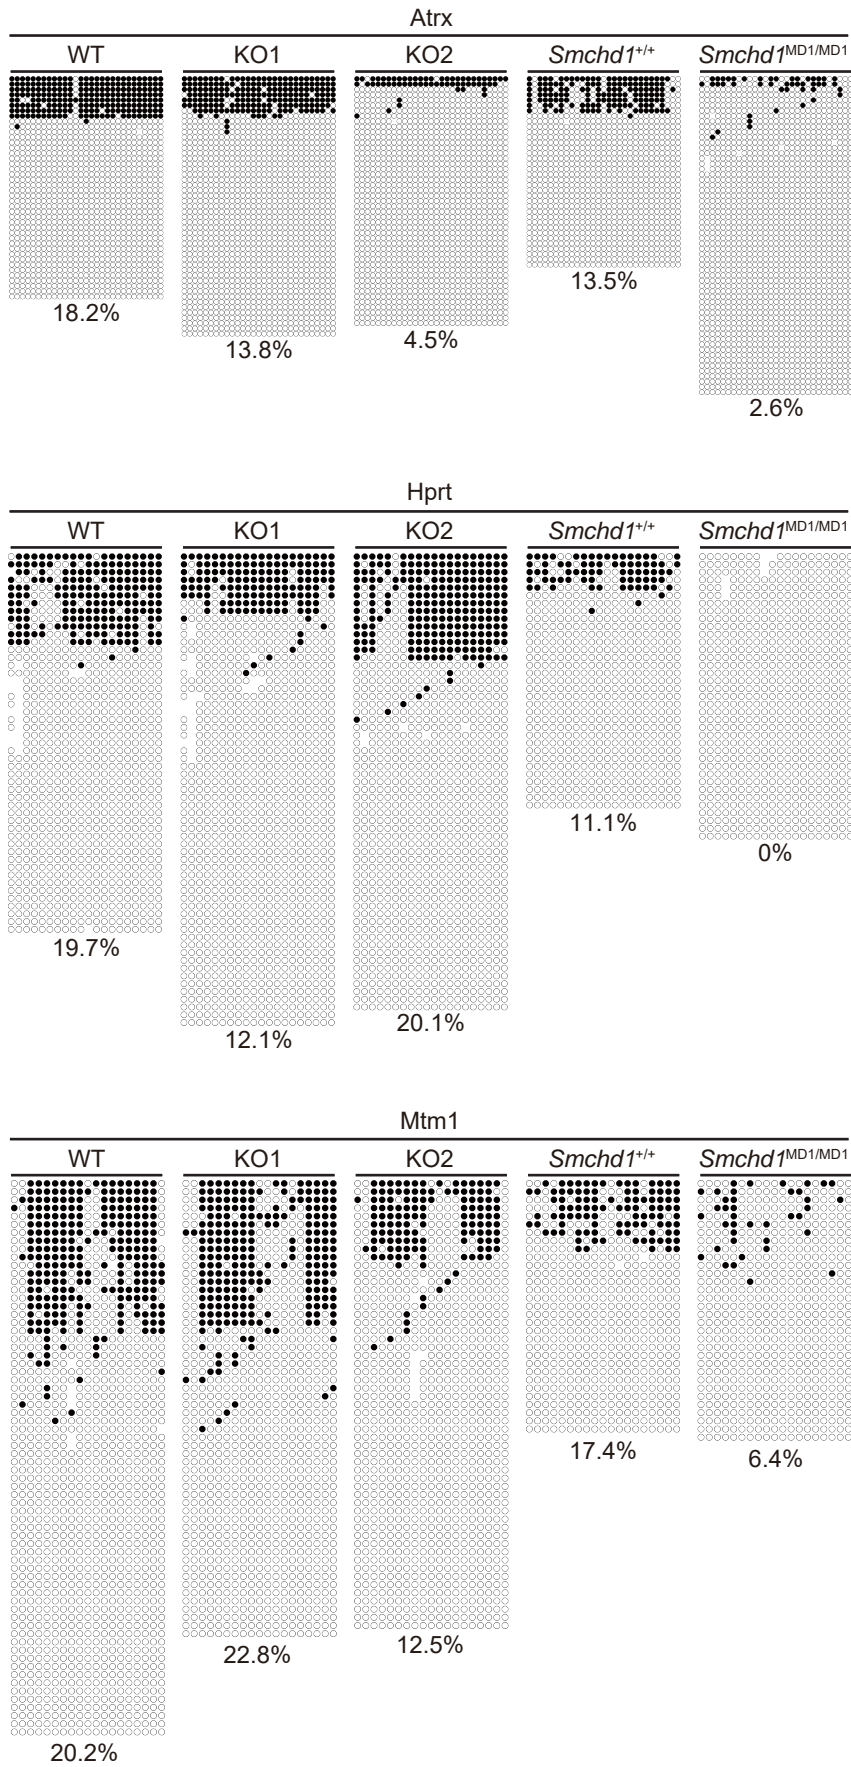 Atrx
WT KO1 KO2 Smchd1+/+ Smchd1MD1/MD1
18.2% 13.8% 4.5% 13.5% 2.6%
Hprt
WT KO1 KO2 Smchd1+/+ Smchd1MD1/MD1
19.7% 12.1% 20.1% 11.1% 0%
Mtm1
WT KO1 KO2 Smchd1+/+ Smchd1MD1/MD1
20.2% 22.8% 12.5% 17.4% 6.4%